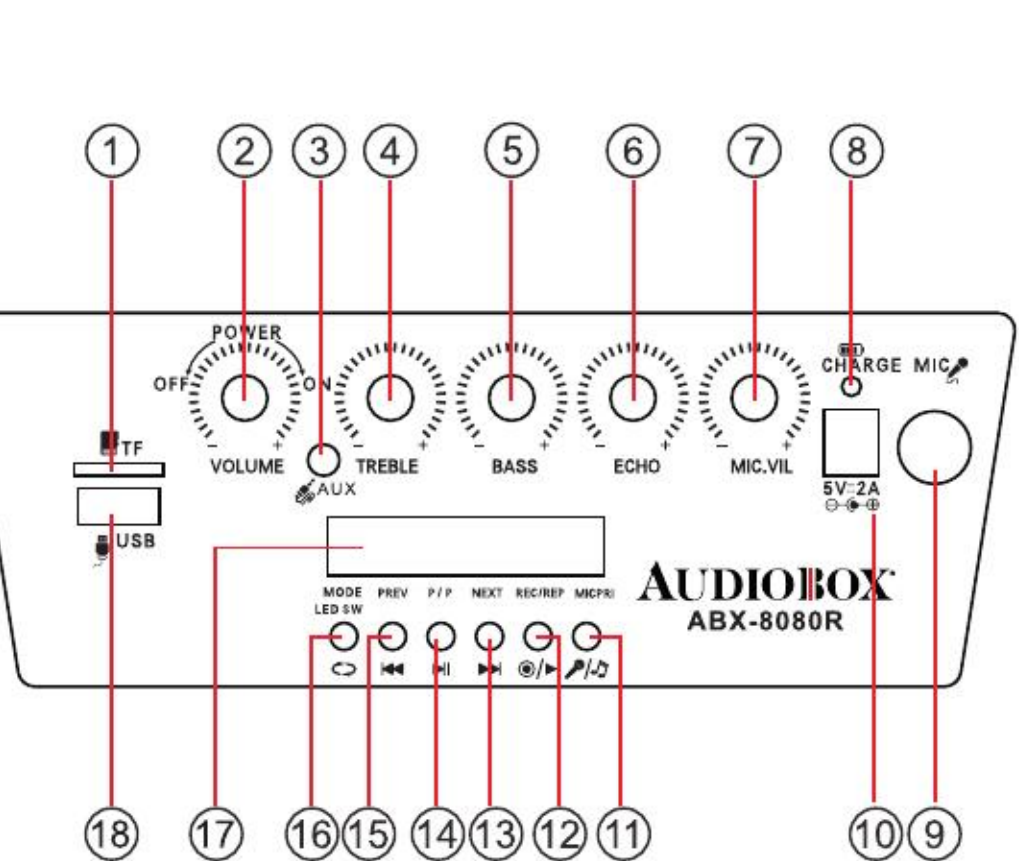 1 2 3 4 5 6 7 8
POWER
OFF ON
CHARGE MIC
TF
VOLUME TREBLE BASS ECHO MIC.VIL
AUX
5V⎓2A
USB
MODE PREV P/P NEXT REC/REP MICPRI
LED SW
AUDIOBOX
ABX-8080R
18 17 16 15 14 13 12 11 10 9